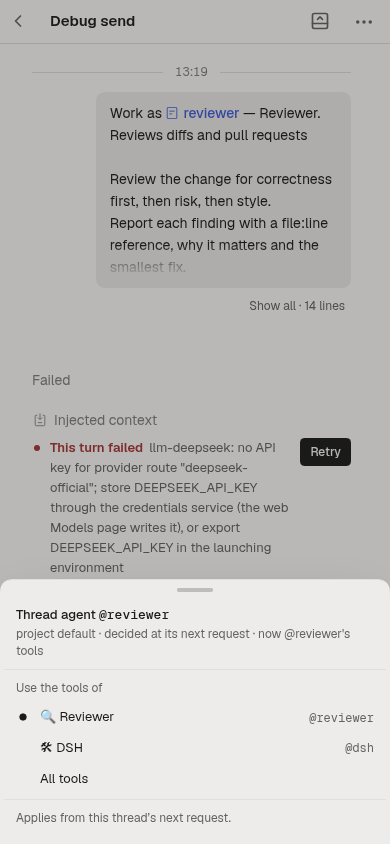 Debug send
13:19
Work as reviewer — Reviewer.
Reviews diffs and pull requests
Review the change for correctness
first, then risk, then style.
Report each finding with a file:line
reference, why it matters and the
smallest fix.
Show all · 14 lines
Failed
Injected context
This turn failed llm-deepseek: no API
key for provider route "deepseek-
official"; store DEEPSEEK_API_KEY
through the credentials service (the web
Models page writes it), or export
DEEPSEEK_API_KEY in the launching
environment
Retry
Thread agent @reviewer
project default · decided at its next request · now @reviewer's
tools
Use the tools of
🔍 Reviewer @reviewer
🛠 DSH @dsh
All tools
Applies from this thread's next request.